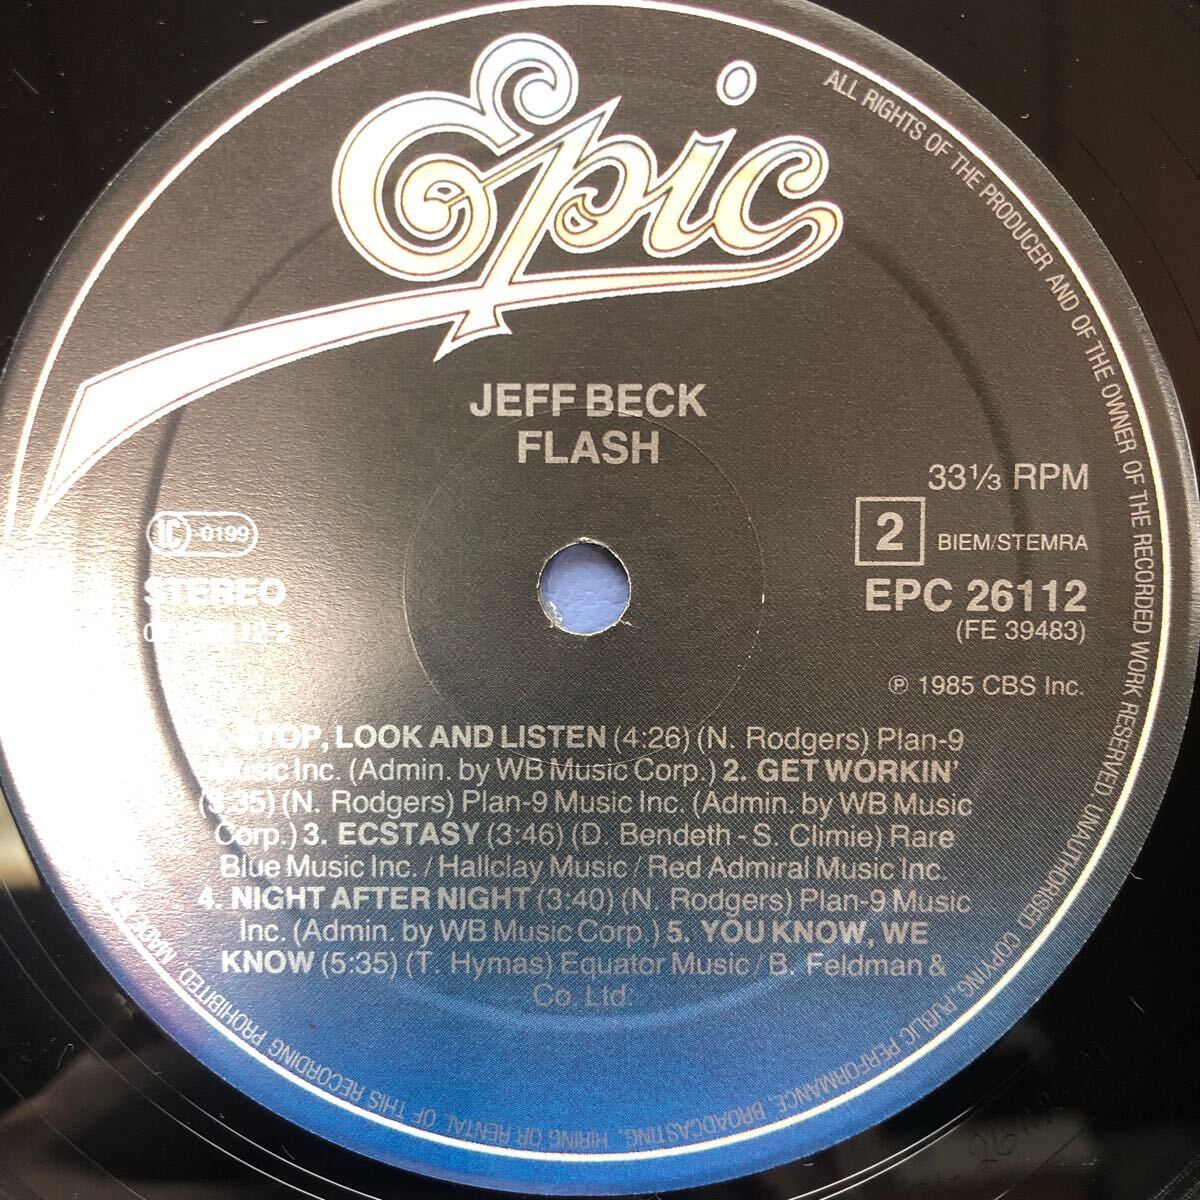 Epic
ALL RIGHTS OF THE PRODUCER AND OF THE OWNER OF THE RECORDED WORK RESERVED. UNAUTHORISED COPYING, PUBLIC PERFORMANCE, BROADCASTING, HIRING OR RENTAL OF THIS RECORDING PROHIBITED
JEFF BECK
FLASH
33⅓ RPM
2 BIEM/STEMRA
EPC 26112
(FE 39483)
℗ 1985 CBS Inc.
LC 0199
STEREO
STOP, LOOK AND LISTEN (4:26) (N. Rodgers) Plan-9
Music Inc. (Admin. by WB Music Corp.) 2. GET WORKIN'
(3:35) (N. Rodgers) Plan-9 Music Inc. (Admin. by WB Music
Corp.) 3. ECSTASY (3:46) (D. Bendeth - S. Climie) Rare
Blue Music Inc. / Hallclay Music / Red Admiral Music Inc.
4. NIGHT AFTER NIGHT (3:40) (N. Rodgers) Plan-9 Music
Inc. (Admin. by WB Music Corp.) 5. YOU KNOW, WE
KNOW (5:35) (T. Hymas) Equator Music / B. Feldman &
Co. Ltd.